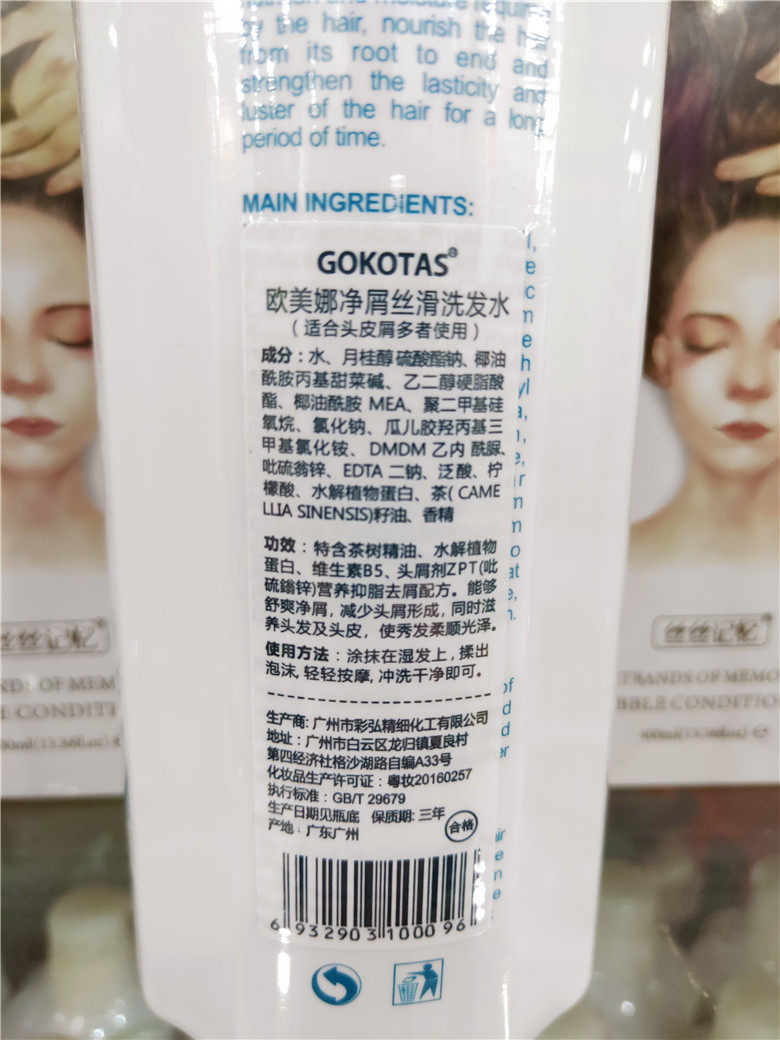 by the hair, nourish the
from its root to end and
strengthen the lasticity and
luster of the hair for a long
period of time.
MAIN INGREDIENTS:
GOKOTAS®
欧美娜净屑丝滑洗发水
（适合头皮屑多者使用）
成分：水、月桂醇硫酸酯钠、椰油
酰胺丙基甜菜碱、乙二醇硬脂酸
酯、椰油酰胺 MEA、聚二甲基硅
氧烷、氯化钠、瓜儿胶羟丙基三
甲基氯化铵、DMDM 乙内 酰脲、
吡硫翁锌、EDTA 二钠、泛酸、柠
檬酸、水解植物蛋白、茶( CAME
LLIA SINENSIS)籽油、香精
功效：特含茶树精油、水解植物
蛋白、维生素B5、头屑剂ZPT(吡
硫鎓锌)营养抑脂去屑配方。能够
舒爽净屑，减少头屑形成，同时滋
养头发及头皮，使秀发柔顺光泽。
使用方法：涂抹在湿发上，揉出
泡沫，轻轻按摩，冲洗干净即可。
生产商：广州市彩弘精细化工有限公司
地址：广州市白云区龙归镇夏良村
第四经济社格沙湖路自编A33号
化妆品生产许可证：粤妆20160257
执行标准：GB/T 29679
生产日期见瓶底 保质期：三年
产地：广东广州
合格
6 932903 100096
丝丝记忆
丝丝记忆